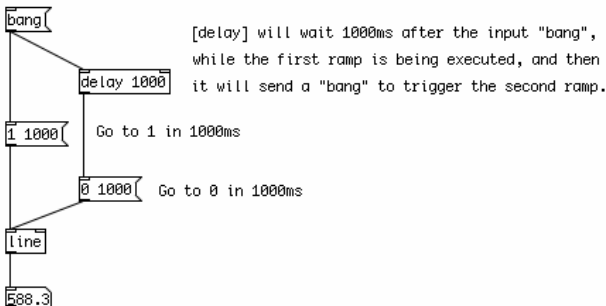 bang
[delay] will wait 1000ms after the input "bang",
while the first ramp is being executed, and then
delay 1000
it will send a "bang" to trigger the second ramp.
1 1000
Go to 1 in 1000ms
0 1000
Go to 0 in 1000ms
line
588.3